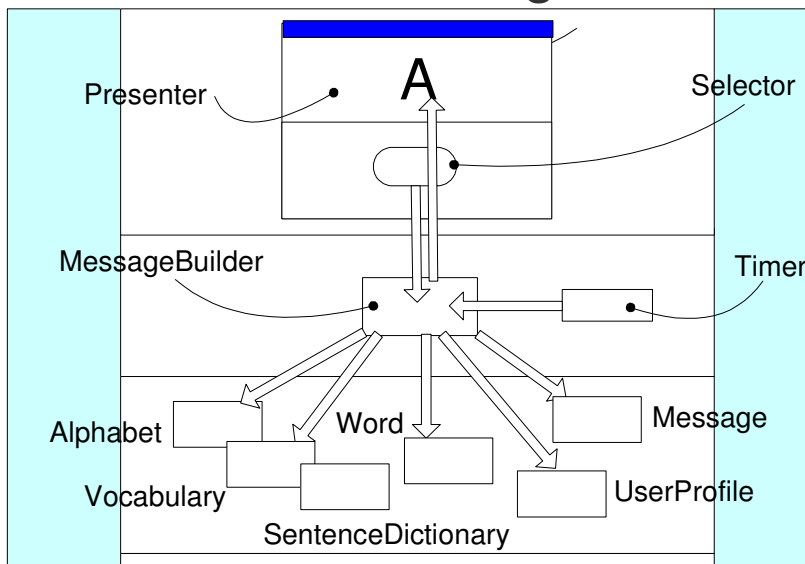 A
Presenter
Selector
MessageBuilder
Timer
Alphabet
Word
Message
Vocabulary
UserProfile
SentenceDictionary